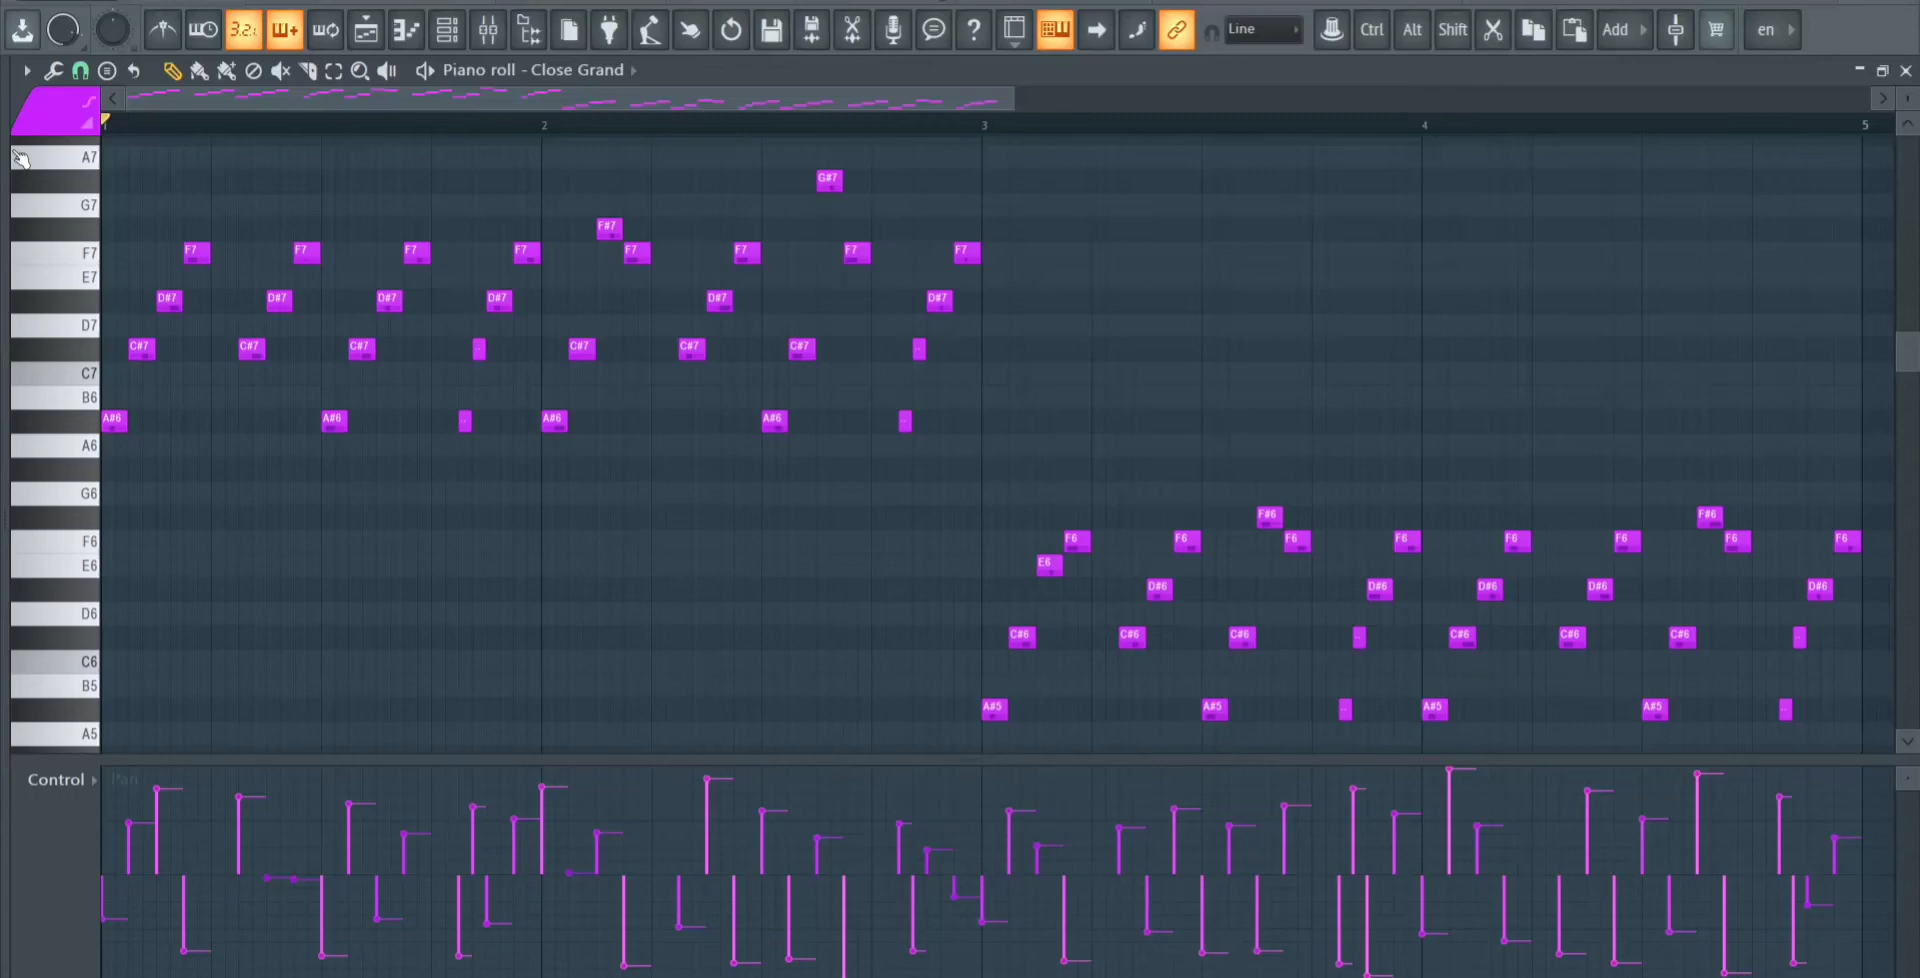 3.2. Line Ctrl Alt Shift Add en
Piano roll - Close Grand
1 2 3 4 5
A7
G#7
G7
F#7
F7 F7 F7 F7 F7 F7 F7 F7 F7
E7
D#7 D#7 D#7 D#7 D#7 D#7
D7
C#7 C#7 C#7 C#7 C#7 C#7
C7
B6
A#6 A#6 A#6 A#6
A6
G6
F#6 F#6
F6 F6 F6 F6 F6 F6 F6 F6 F6
E6 E6
D#6 D#6 D#6 D#6 D#6
D6
C#6 C#6 C#6 C#6 C#6 C#6
C6
B5
A#5 A#5 A#5 A#5
A5
Control Pan